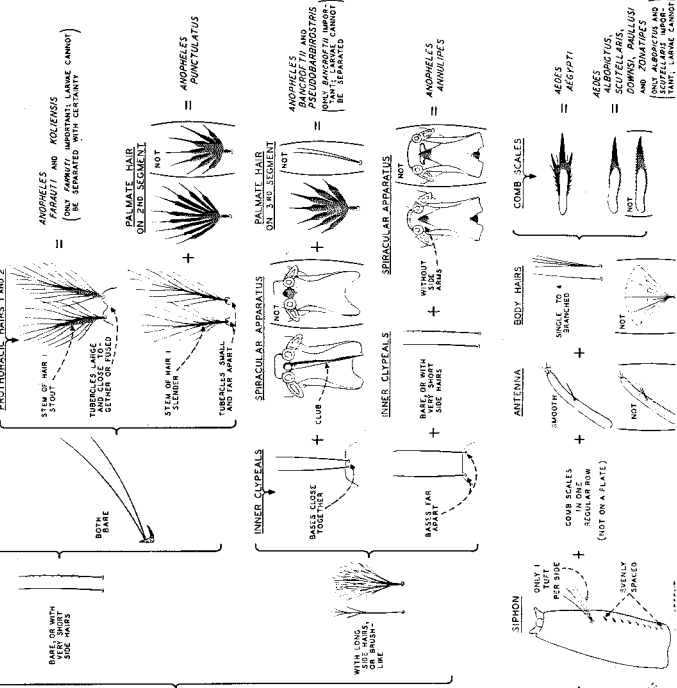 PROTHORACIC HAIRS 1 AND 2
STEM OF HAIR 1
STOUT
TUBERCLES LARGE
AND CLOSE TO-
GETHER OR FUSED
=
ANOPHELES
FARAUTI AND KOLIENSIS
(ONLY FARAUTI IMPORTANT; LARVAE CANNOT
BE SEPARATED WITH CERTAINTY)
BOTH
BARE
STEM OF HAIR 1
SLENDER
TUBERCLES SMALL
AND FAR APART
+
PALMATE HAIR
ON 2ND SEGMENT
(NOT)
=
ANOPHELES
PUNCTULATUS
BARE, OR WITH
VERY SHORT
SIDE HAIRS
WITH LONG
SIDE HAIRS,
OR BRUSH-
LIKE
INNER CLYPEALS
BASES CLOSE
TOGETHER
+
SPIRACULAR APPARATUS
CLUB
(NOT)
+
PALMATE HAIR
ON 3RD SEGMENT
(NOT)
=
ANOPHELES
BANCROFTII AND
PSEUDOBARBIROSTRIS
(ONLY BANCROFTII IMPOR-
TANT; LARVAE CANNOT
BE SEPARATED)
BASES FAR
APART
+
INNER CLYPEALS
BARE, OR WITH
VERY SHORT
SIDE HAIRS
+
SPIRACULAR APPARATUS
WITHOUT
SIDE
ARMS
(NOT)
=
ANOPHELES
ANNULIPES
+
SIPHON
ONLY 1
TUFT
PER SIDE
EVENLY
SPACED
+
COMB SCALES
IN ONE
REGULAR ROW
(NOT ON A PLATE)
+
ANTENNA
SMOOTH
NOT
+
BODY HAIRS
SINGLE TO 4
BRANCHED
NOT
COMB SCALES
=
AEDES
AEGYPTI
(NOT)
=
AEDES
ALBOPICTUS,
SCUTELLARIS,
DOWNSI, PAULLUSI
AND ZONATIPES
(ONLY ALBOPICTUS AND
SCUTELLARIS IMPOR-
TANT; LARVAE CANNOT